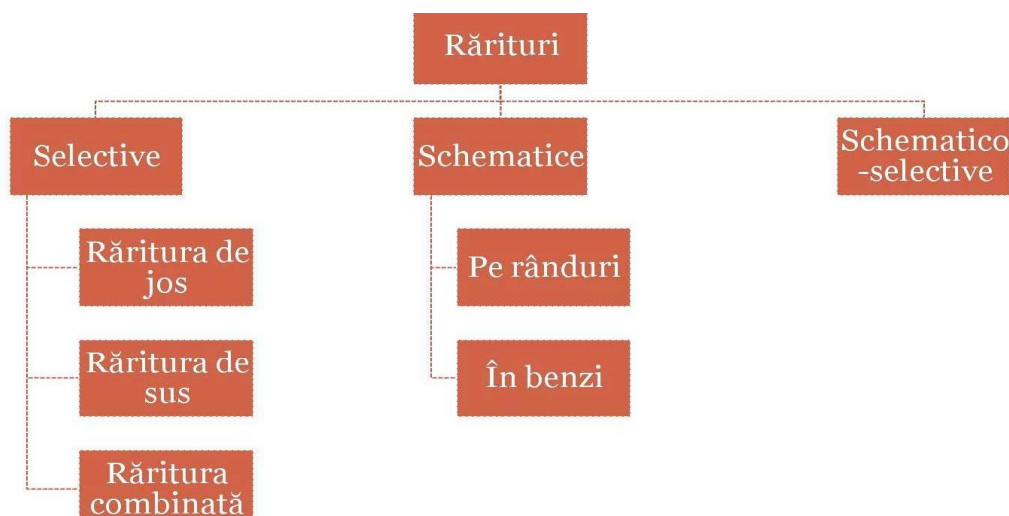 Rărituri
Selective
Schematice
Schematico
-selective
Răritura de
jos
Pe rânduri
Răritura de
sus
În benzi
Răritura
combinată